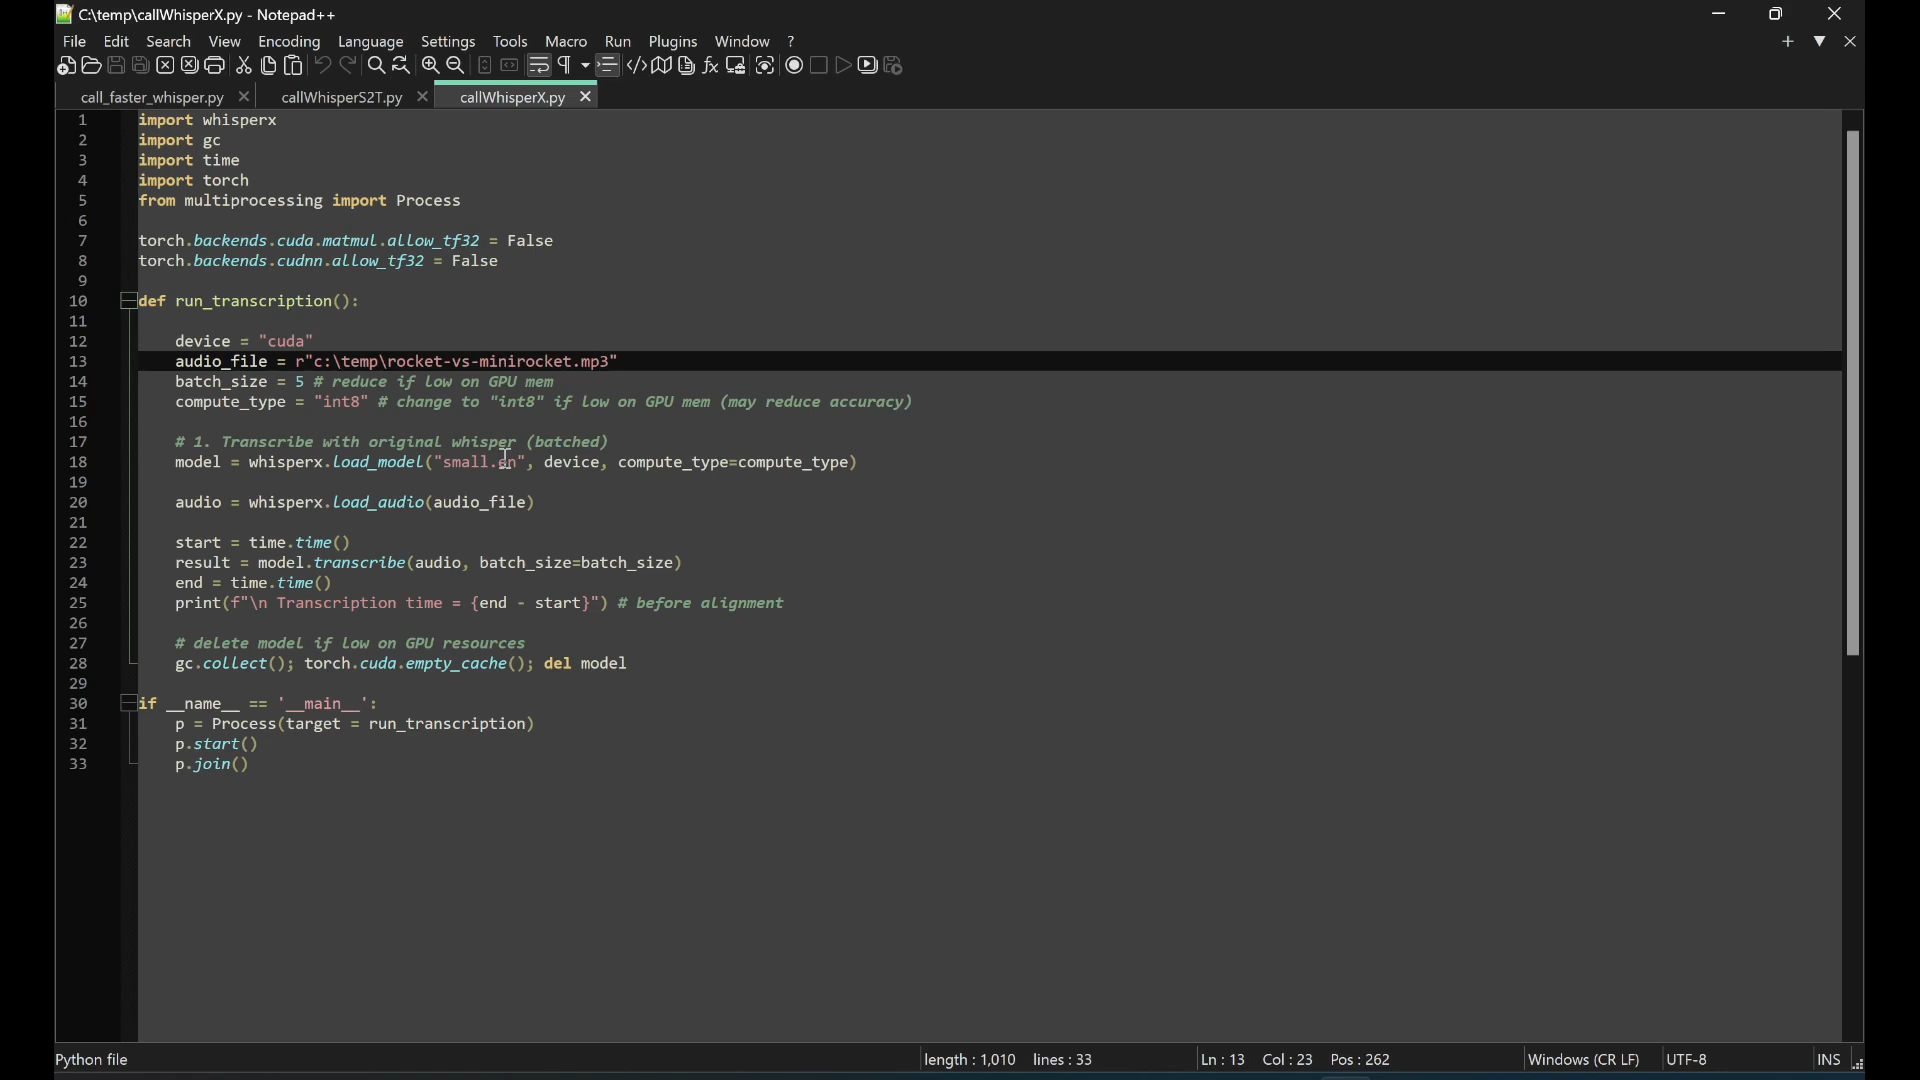 C:\temp\callWhisperX.py - Notepad++
File Edit Search View Encoding Language Settings Tools Macro Run Plugins Window ?
call_faster_whisper.py callWhisperS2T.py callWhisperX.py
1 import whisperx
2 import gc
3 import time
4 import torch
5 from multiprocessing import Process
6
7 torch.backends.cuda.matmul.allow_tf32 = False
8 torch.backends.cudnn.allow_tf32 = False
9
10 def run_transcription():
11
12 device = "cuda"
13 audio_file = r"c:\temp\rocket-vs-minirocket.mp3"
14 batch_size = 5 # reduce if low on GPU mem
15 compute_type = "int8" # change to "int8" if low on GPU mem (may reduce accuracy)
16
17 # 1. Transcribe with original whisper (batched)
18 model = whisperx.load_model("small.en", device, compute_type=compute_type)
19
20 audio = whisperx.load_audio(audio_file)
21
22 start = time.time()
23 result = model.transcribe(audio, batch_size=batch_size)
24 end = time.time()
25 print(f"\n Transcription time = {end - start}") # before alignment
26
27 # delete model if low on GPU resources
28 gc.collect(); torch.cuda.empty_cache(); del model
29
30 if __name__ == '__main__':
31 p = Process(target = run_transcription)
32 p.start()
33 p.join()
Python file length : 1,010 lines : 33 Ln : 13 Col : 23 Pos : 262 Windows (CR LF) UTF-8 INS